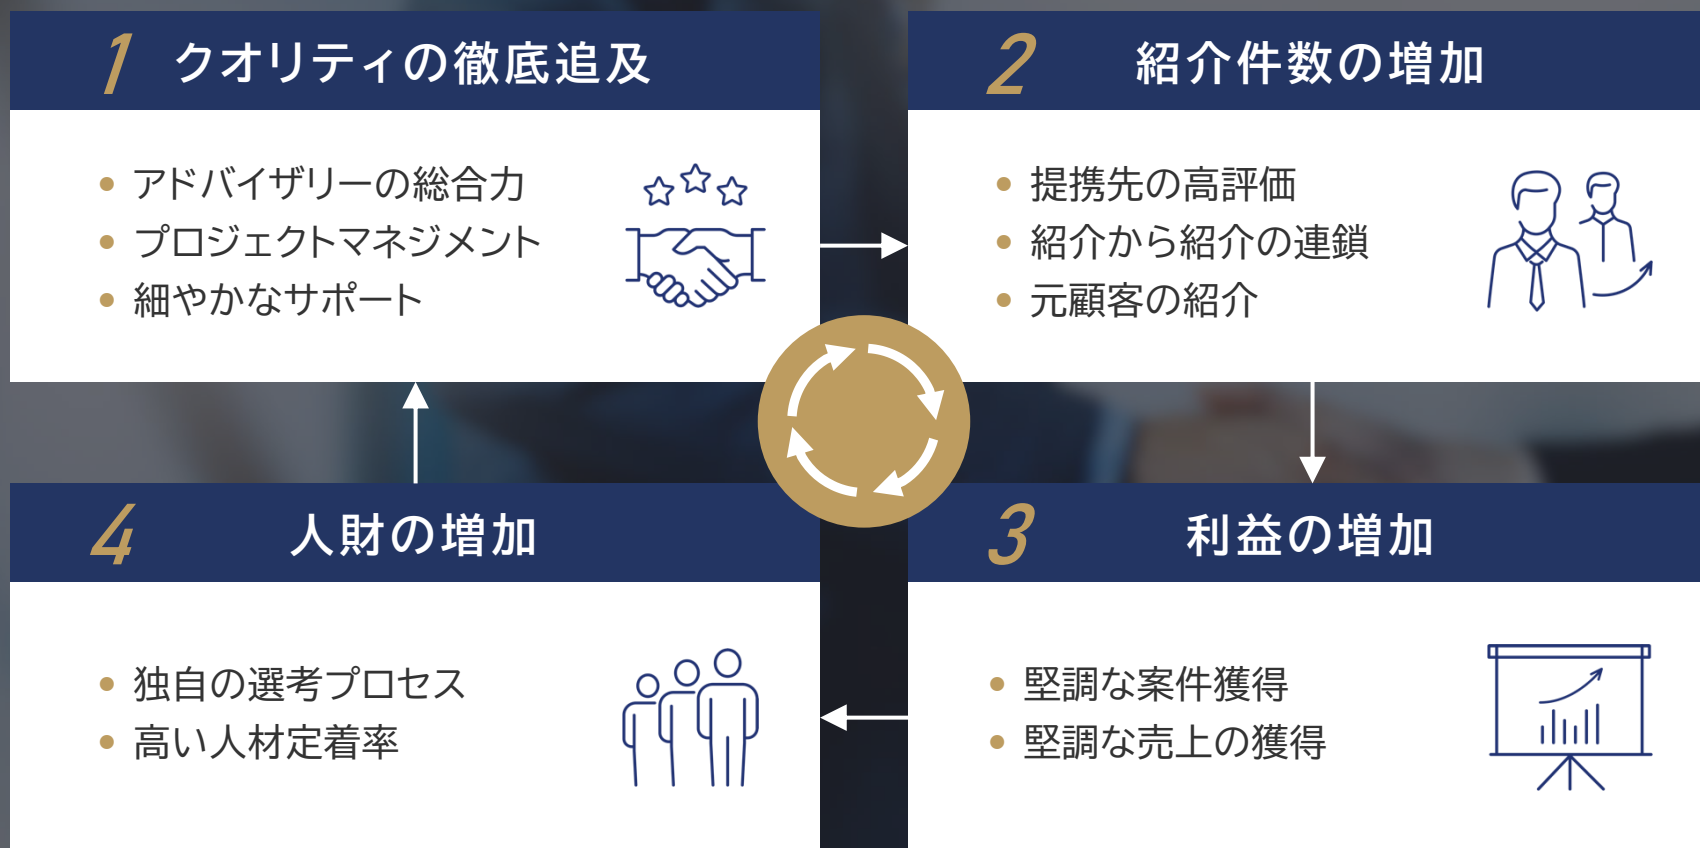 1 クオリティの徹底追及
アドバイザリーの総合力
プロジェクトマネジメント
細やかなサポート
2 紹介件数の増加
提携先の高評価
紹介から紹介の連鎖
元顧客の紹介
4 人財の増加
独自の選考プロセス
高い人材定着率
3 利益の増加
堅調な案件獲得
堅調な売上の獲得